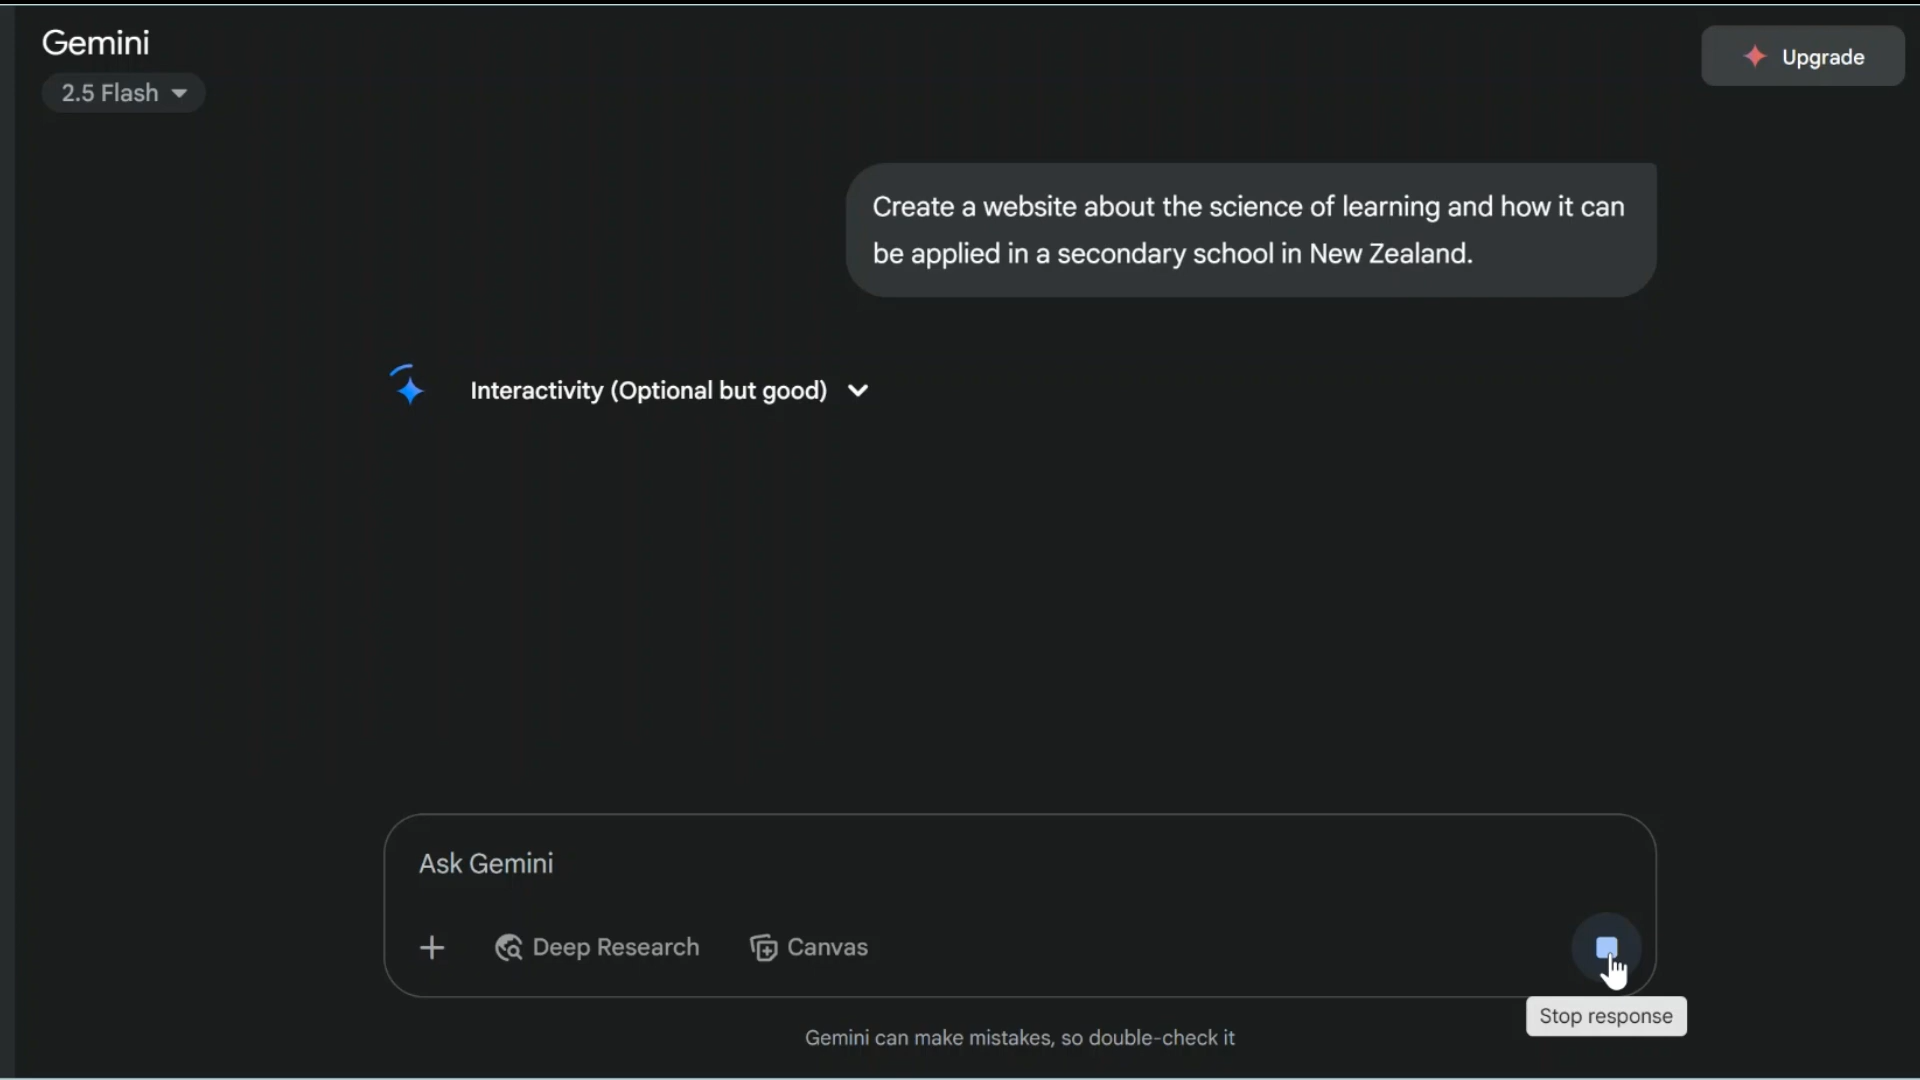 Gemini
2.5 Flash
Upgrade
Create a website about the science of learning and how it can
be applied in a secondary school in New Zealand.
Interactivity (Optional but good)
Ask Gemini
Deep Research
Canvas
Stop response
Gemini can make mistakes, so double-check it